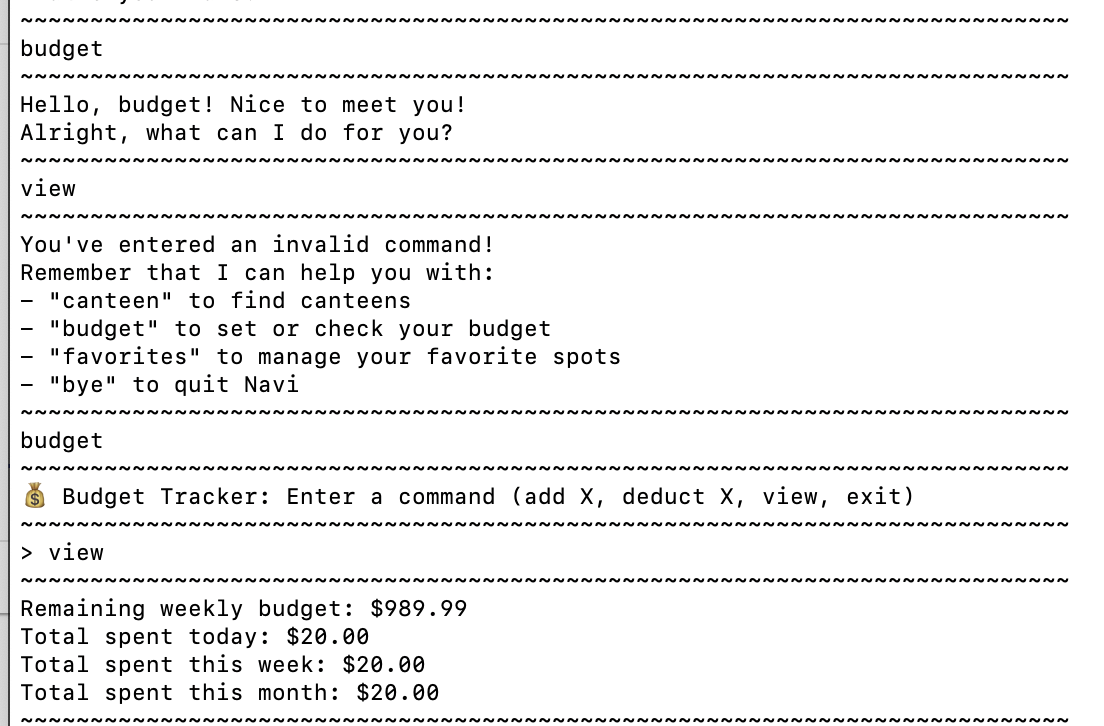 ~~~~~~~~~~~~~~~~~~~~~~~~~~~~~~~~~~~~~~~~~~~~~~~~~~~~~~~~~~~~~~~~~~~~~~~~~~~
budget
~~~~~~~~~~~~~~~~~~~~~~~~~~~~~~~~~~~~~~~~~~~~~~~~~~~~~~~~~~~~~~~~~~~~~~~~~~~
Hello, budget! Nice to meet you!
Alright, what can I do for you?
~~~~~~~~~~~~~~~~~~~~~~~~~~~~~~~~~~~~~~~~~~~~~~~~~~~~~~~~~~~~~~~~~~~~~~~~~~~
view
~~~~~~~~~~~~~~~~~~~~~~~~~~~~~~~~~~~~~~~~~~~~~~~~~~~~~~~~~~~~~~~~~~~~~~~~~~~
You've entered an invalid command!
Remember that I can help you with:
- "canteen" to find canteens
- "budget" to set or check your budget
- "favorites" to manage your favorite spots
- "bye" to quit Navi
~~~~~~~~~~~~~~~~~~~~~~~~~~~~~~~~~~~~~~~~~~~~~~~~~~~~~~~~~~~~~~~~~~~~~~~~~~~
budget
~~~~~~~~~~~~~~~~~~~~~~~~~~~~~~~~~~~~~~~~~~~~~~~~~~~~~~~~~~~~~~~~~~~~~~~~~~~
💰 Budget Tracker: Enter a command (add X, deduct X, view, exit)
~~~~~~~~~~~~~~~~~~~~~~~~~~~~~~~~~~~~~~~~~~~~~~~~~~~~~~~~~~~~~~~~~~~~~~~~~~~
> view
~~~~~~~~~~~~~~~~~~~~~~~~~~~~~~~~~~~~~~~~~~~~~~~~~~~~~~~~~~~~~~~~~~~~~~~~~~~
Remaining weekly budget: $989.99
Total spent today: $20.00
Total spent this week: $20.00
Total spent this month: $20.00
~~~~~~~~~~~~~~~~~~~~~~~~~~~~~~~~~~~~~~~~~~~~~~~~~~~~~~~~~~~~~~~~~~~~~~~~~~~